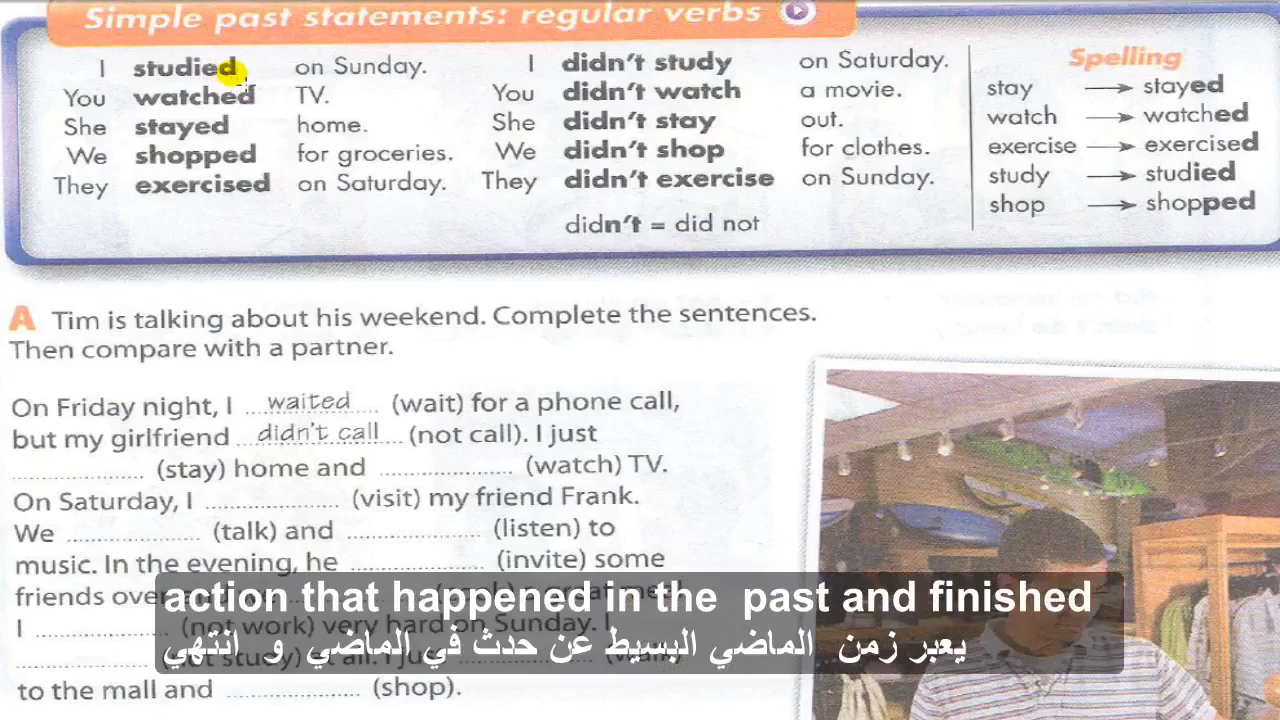 Simple past statements: regular verbs
I studied on Sunday. I didn't study on Saturday.
You watched TV. You didn't watch a movie.
She stayed home. She didn't stay out.
We shopped for groceries. We didn't shop for clothes.
They exercised on Saturday. They didn't exercise on Sunday.
didn't = did not
Spelling
stay → stayed
watch → watched
exercise → exercised
study → studied
shop → shopped
A Tim is talking about his weekend. Complete the sentences.
Then compare with a partner.
On Friday night, I waited (wait) for a phone call,
but my girlfriend didn't call (not call). I just
(stay) home and (watch) TV.
On Saturday, I (visit) my friend Frank.
We (talk) and (listen) to
music. In the evening, he (invite) some
friends over
I (not work) very hard on Sunday. I
(not study) at all. I just
to the mall and (shop).
action that happened in the past and finished
يعبر زمن الماضي البسيط عن حدث في الماضي و انتهي